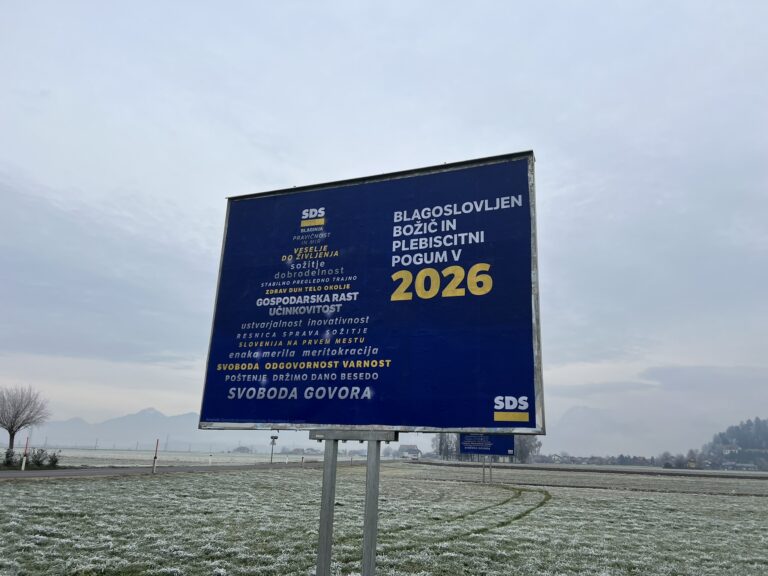 SDS
BLAGINJA
PRAVIČNOST
IN MIR
VESELJE
DO ŽIVLJENJA
sožitje
dobrodelnost
STABILNO PREGLEDNO TRAJNO
ZDRAV DUH TELO OKOLJE
GOSPODARSKA RAST
UČINKOVITOST
ustvarjalnost inovativnost
RESNICA SPRAVA SOŽITJE
SLOVENIJA NA PRVEM MESTU
enaka merila meritokracija
SVOBODA ODGOVORNOST VARNOST
POŠTENJE DRŽIMO DANO BESEDO
SVOBODA GOVORA
BLAGOSLOVLJEN
BOŽIČ IN
PLEBISCITNI
POGUM V
2026
SDS